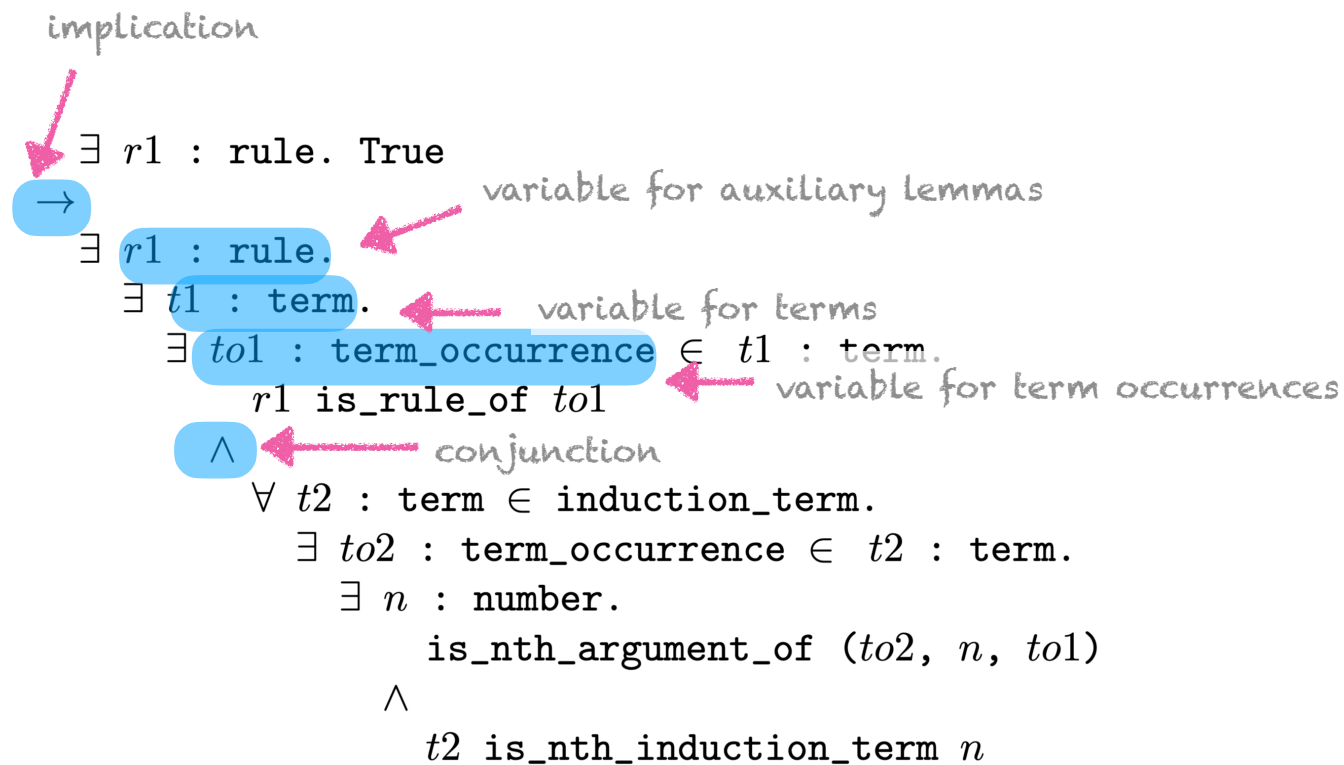 implication
∃ r1 : rule. True
variable for auxiliary lemmas
→
∃ r1 : rule.
∃ t1 : term.
variable for terms
∃ to1 : term_occurrence ∈ t1 : term.
variable for term occurrences
r1 is_rule_of to1
∧
conjunction
∀ t2 : term ∈ induction_term.
∃ to2 : term_occurrence ∈ t2 : term.
∃ n : number.
is_nth_argument_of (to2, n, to1)
∧
t2 is_nth_induction_term n